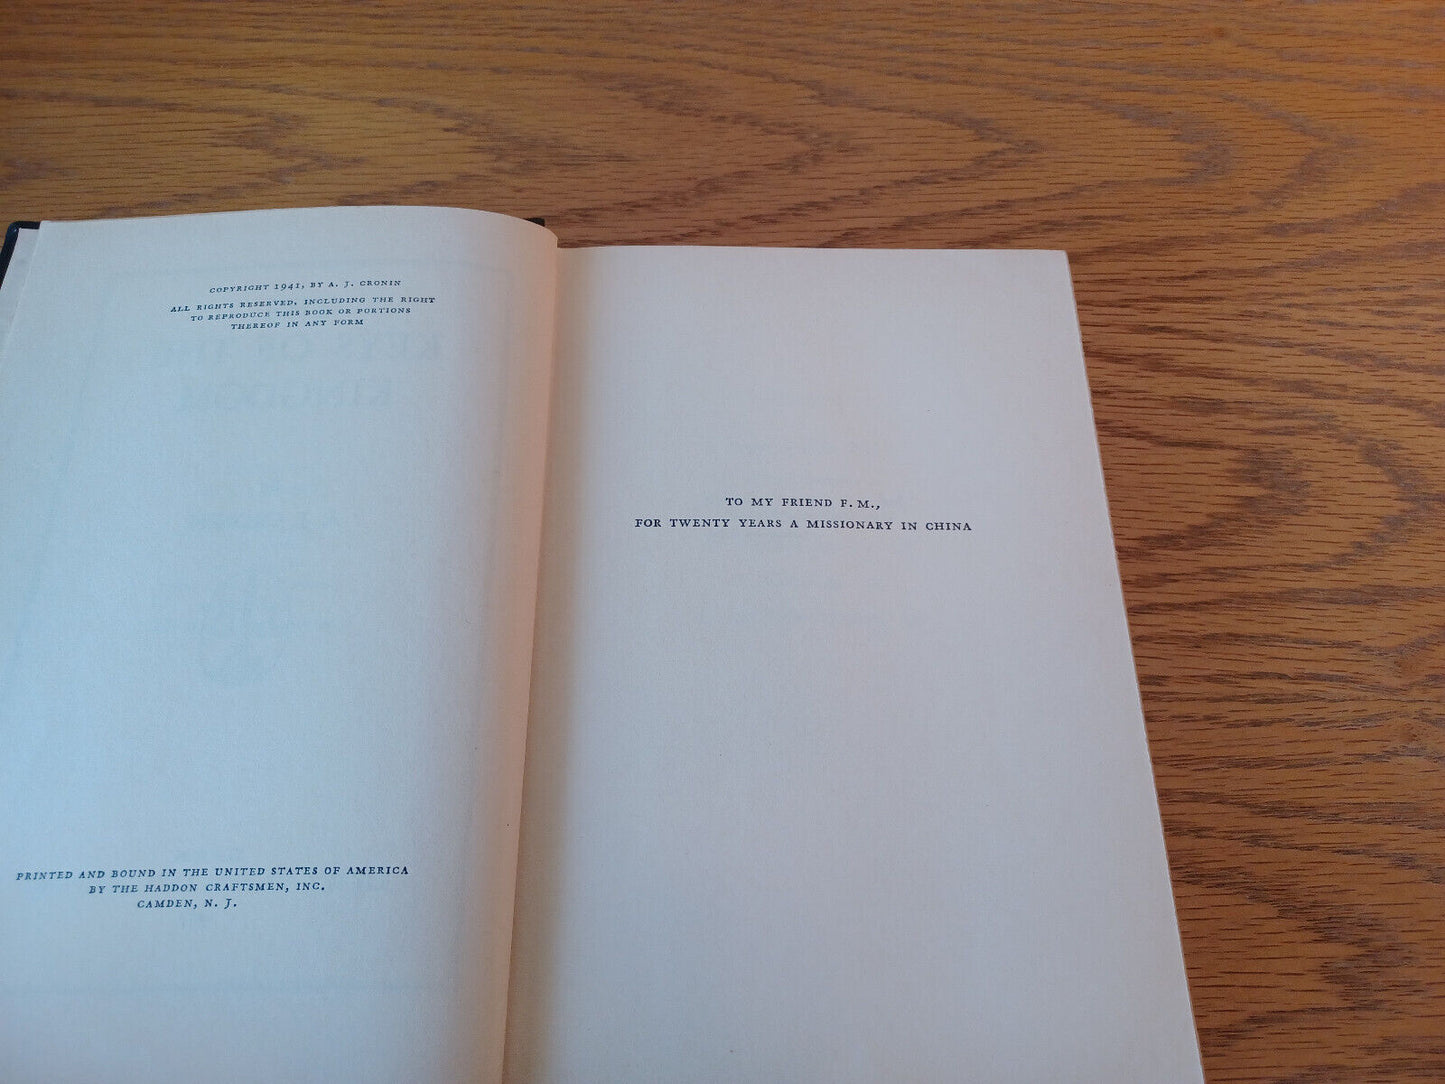 COPYRIGHT 1941, BY A. J. CRONIN
ALL RIGHTS RESERVED, INCLUDING THE RIGHT
TO REPRODUCE THIS BOOK OR PORTIONS
THEREOF IN ANY FORM
PRINTED AND BOUND IN THE UNITED STATES OF AMERICA
BY THE HADDON CRAFTSMEN, INC.
CAMDEN, N. J.
TO MY FRIEND F. M.,
FOR TWENTY YEARS A MISSIONARY IN CHINA